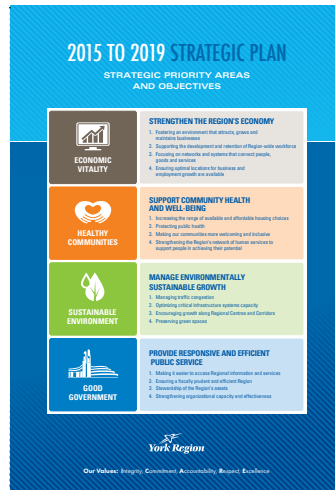 2015 TO 2019 STRATEGIC PLAN
STRATEGIC PRIORITY AREAS
AND OBJECTIVES
ECONOMIC
VITALITY
STRENGTHEN THE REGION'S ECONOMY
1. Fostering an environment that attracts, grows and
maintains businesses
2. Supporting the development and retention of Region-wide workforce
3. Focusing on networks and systems that connect people,
goods and services
4. Ensuring optimal locations for business and
employment growth are available
HEALTHY
COMMUNITIES
SUPPORT COMMUNITY HEALTH
AND WELL-BEING
1. Increasing the range of available and affordable housing choices
2. Protecting public health
3. Making our communities more welcoming and inclusive
4. Strengthening the Region's network of human services to
support people in achieving their potential
SUSTAINABLE
ENVIRONMENT
MANAGE ENVIRONMENTALLY
SUSTAINABLE GROWTH
1. Managing traffic congestion
2. Optimizing critical infrastructure systems capacity
3. Encouraging growth along Regional Centres and Corridors
4. Preserving green spaces
GOOD
GOVERNMENT
PROVIDE RESPONSIVE AND EFFICIENT
PUBLIC SERVICE
1. Making it easier to access Regional information and services
2. Ensuring a fiscally prudent and efficient Region
3. Stewardship of the Region's assets
4. Strengthening organizational capacity and effectiveness
York Region
Our Values: Integrity, Commitment, Accountability, Respect, Excellence